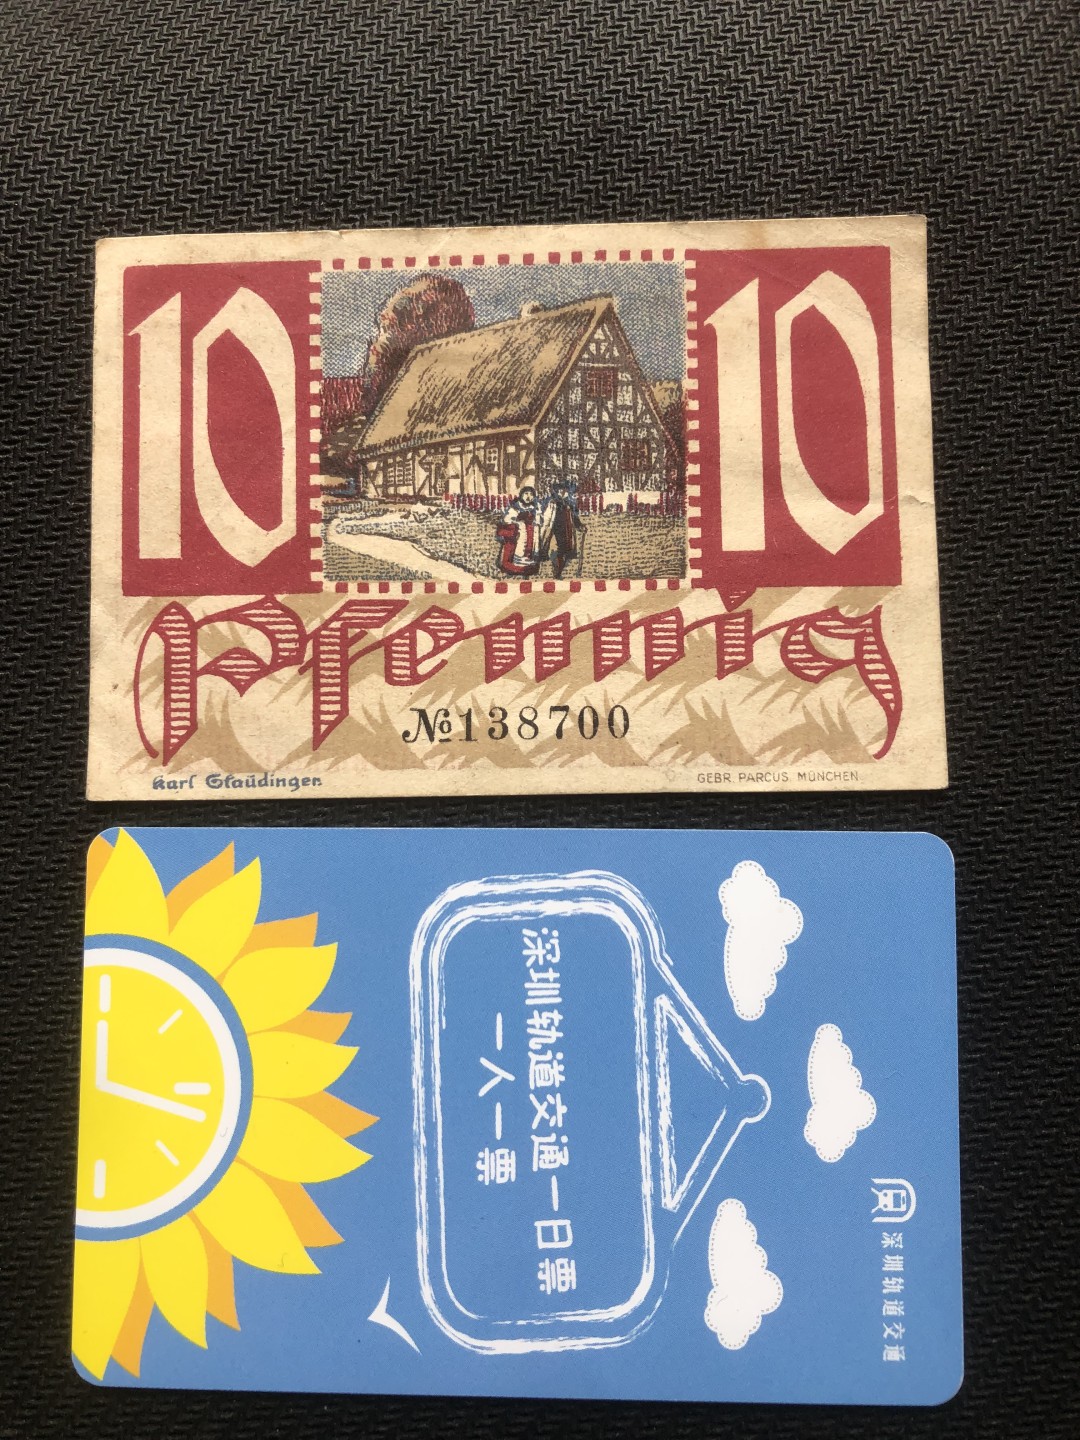 10 10
Pfennig
№138700
Karl Staudinger
GEBR. PARCUS. MÜNCHEN.
深圳轨道交通一日票
一人一票
深圳轨道交通